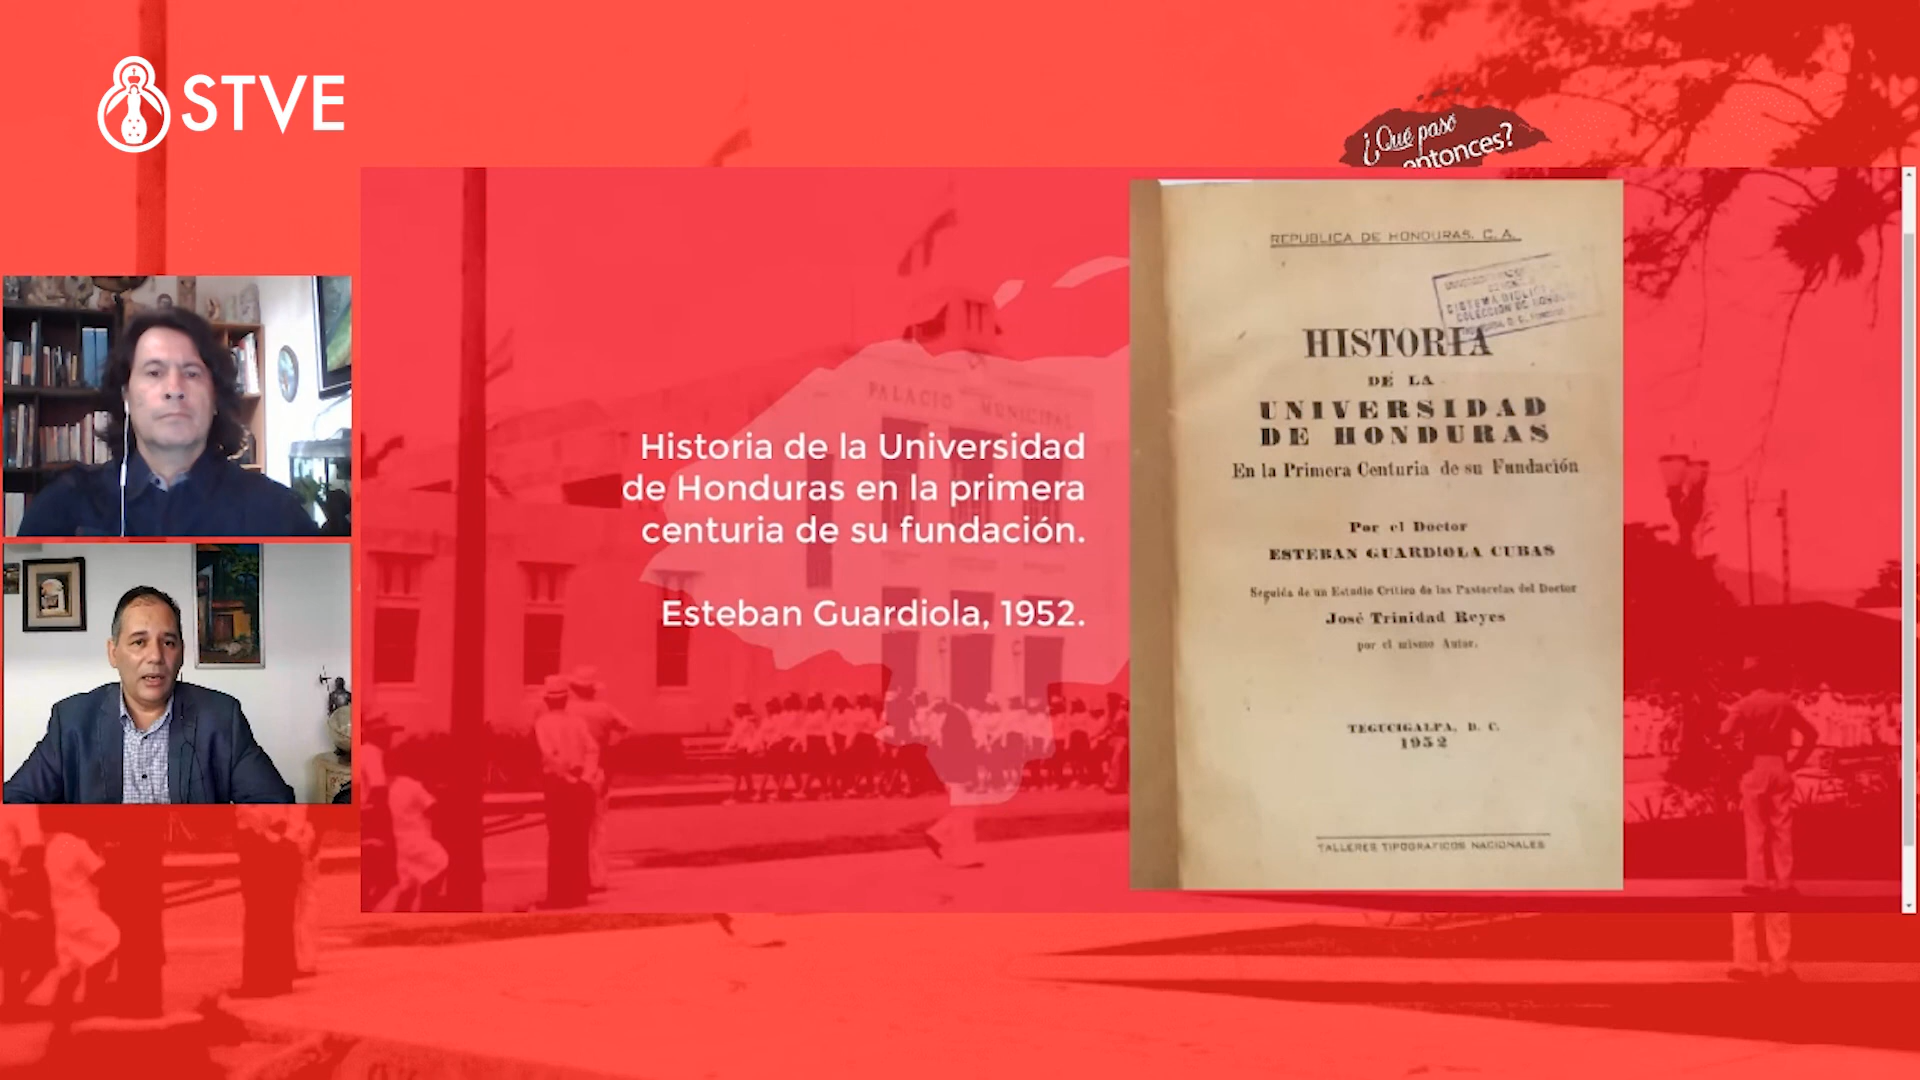 STVE
¿Qué pasó
entonces?
PALACIO MUNICIPAL
Historia de la Universidad
de Honduras en la primera
centuria de su fundación.
Esteban Guardiola, 1952.
REPUBLICA DE HONDURAS, C. A.
HISTORIA
DE LA
UNIVERSIDAD
DE HONDURAS
En la Primera Centuria de su Fundación
Por el Doctor
ESTEBAN GUARDIOLA CUBAS
Seguida de un Estudio Crítico de las Pastorelas del Doctor
José Trinidad Reyes
por el mismo Autor.
TEGUCIGALPA, D. C.
1952
TALLERES TIPOGRAFICOS NACIONALES